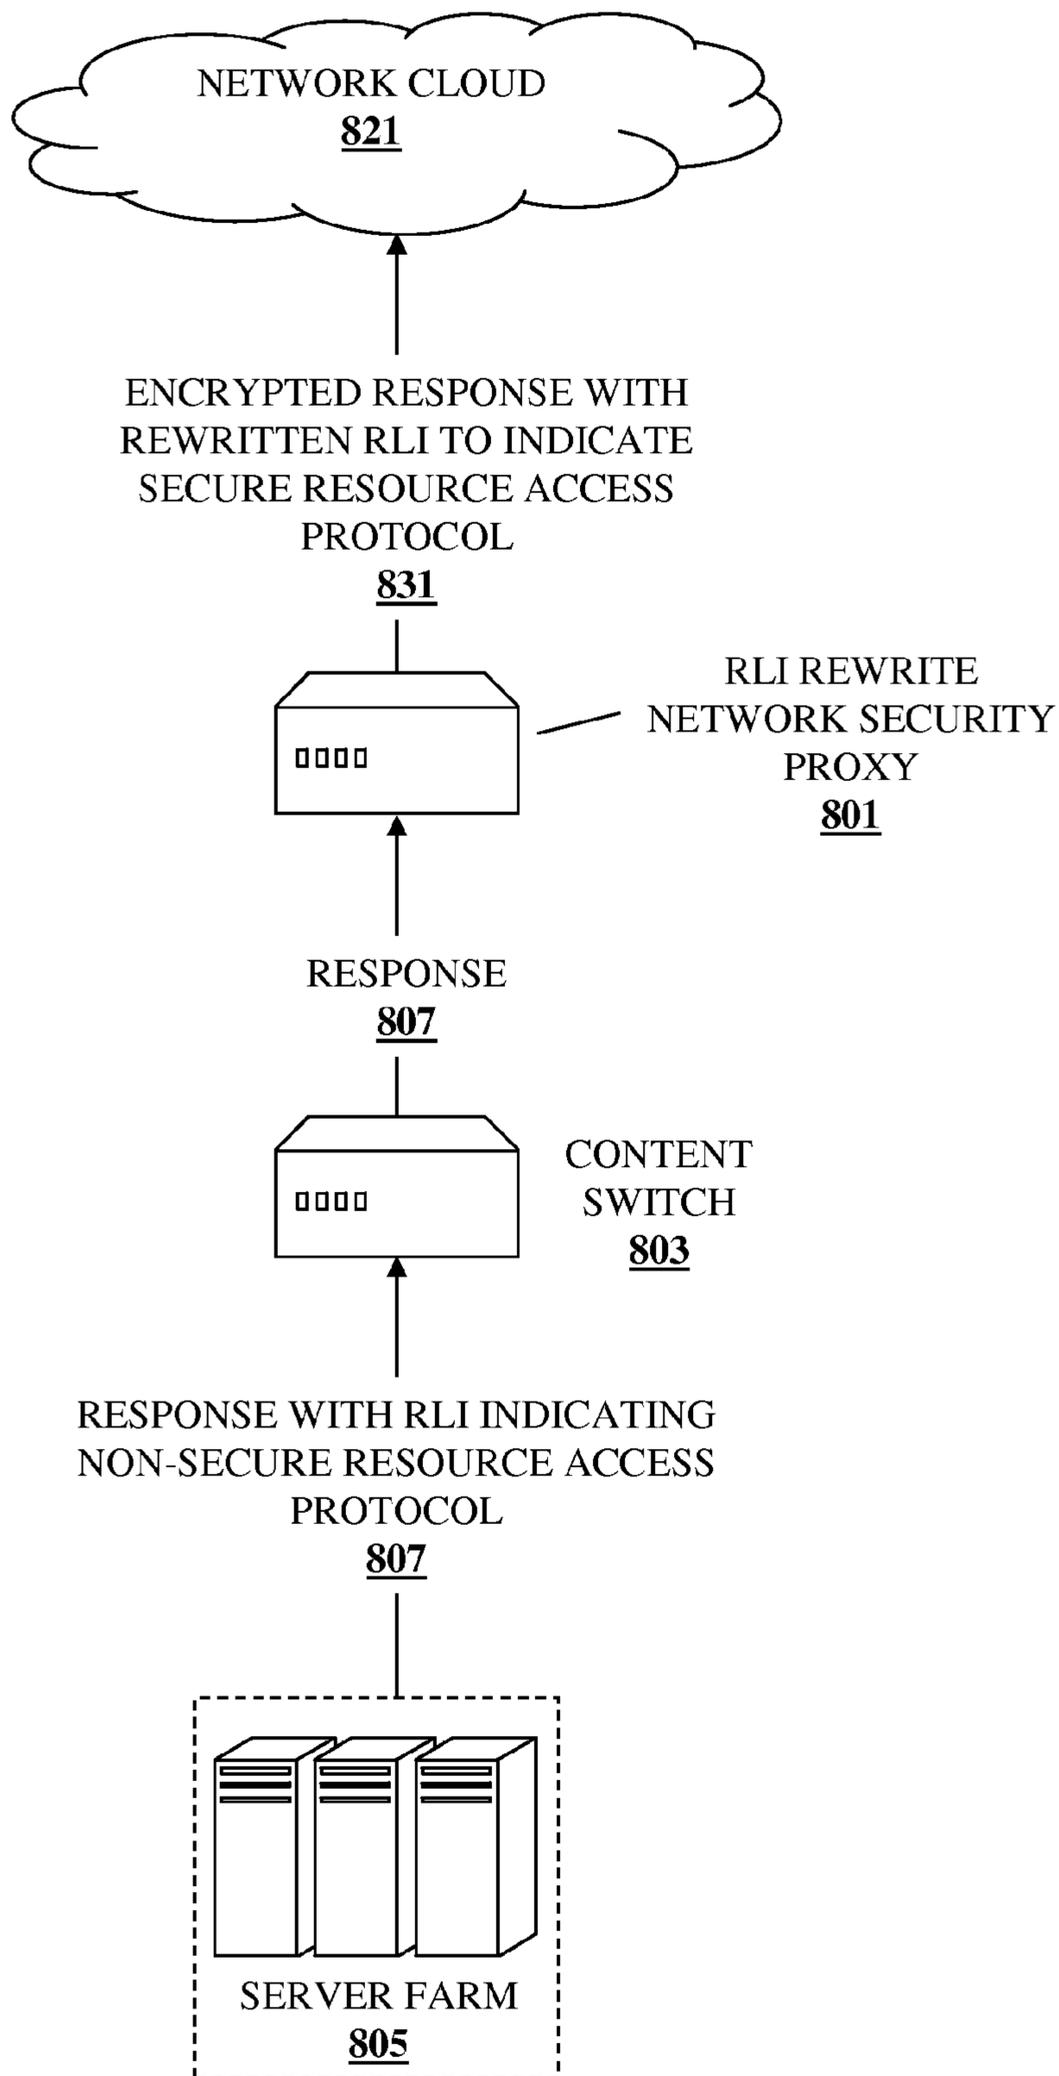 NETWORK CLOUD
821
ENCRYPTED RESPONSE WITH
REWRITTEN RLI TO INDICATE
SECURE RESOURCE ACCESS
PROTOCOL
831
RLI REWRITE
NETWORK SECURITY
PROXY
801
RESPONSE
807
CONTENT
SWITCH
803
RESPONSE WITH RLI INDICATING
NON-SECURE RESOURCE ACCESS
PROTOCOL
807
SERVER FARM
805